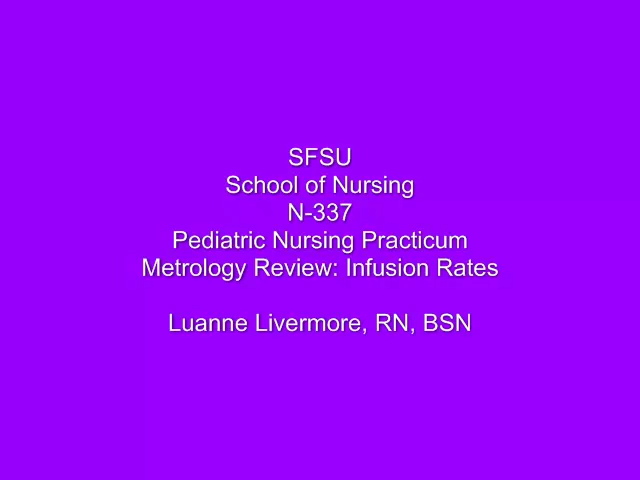 SFSU
School of Nursing
N-337
Pediatric Nursing Practicum
Metrology Review: Infusion Rates
Luanne Livermore, RN, BSN